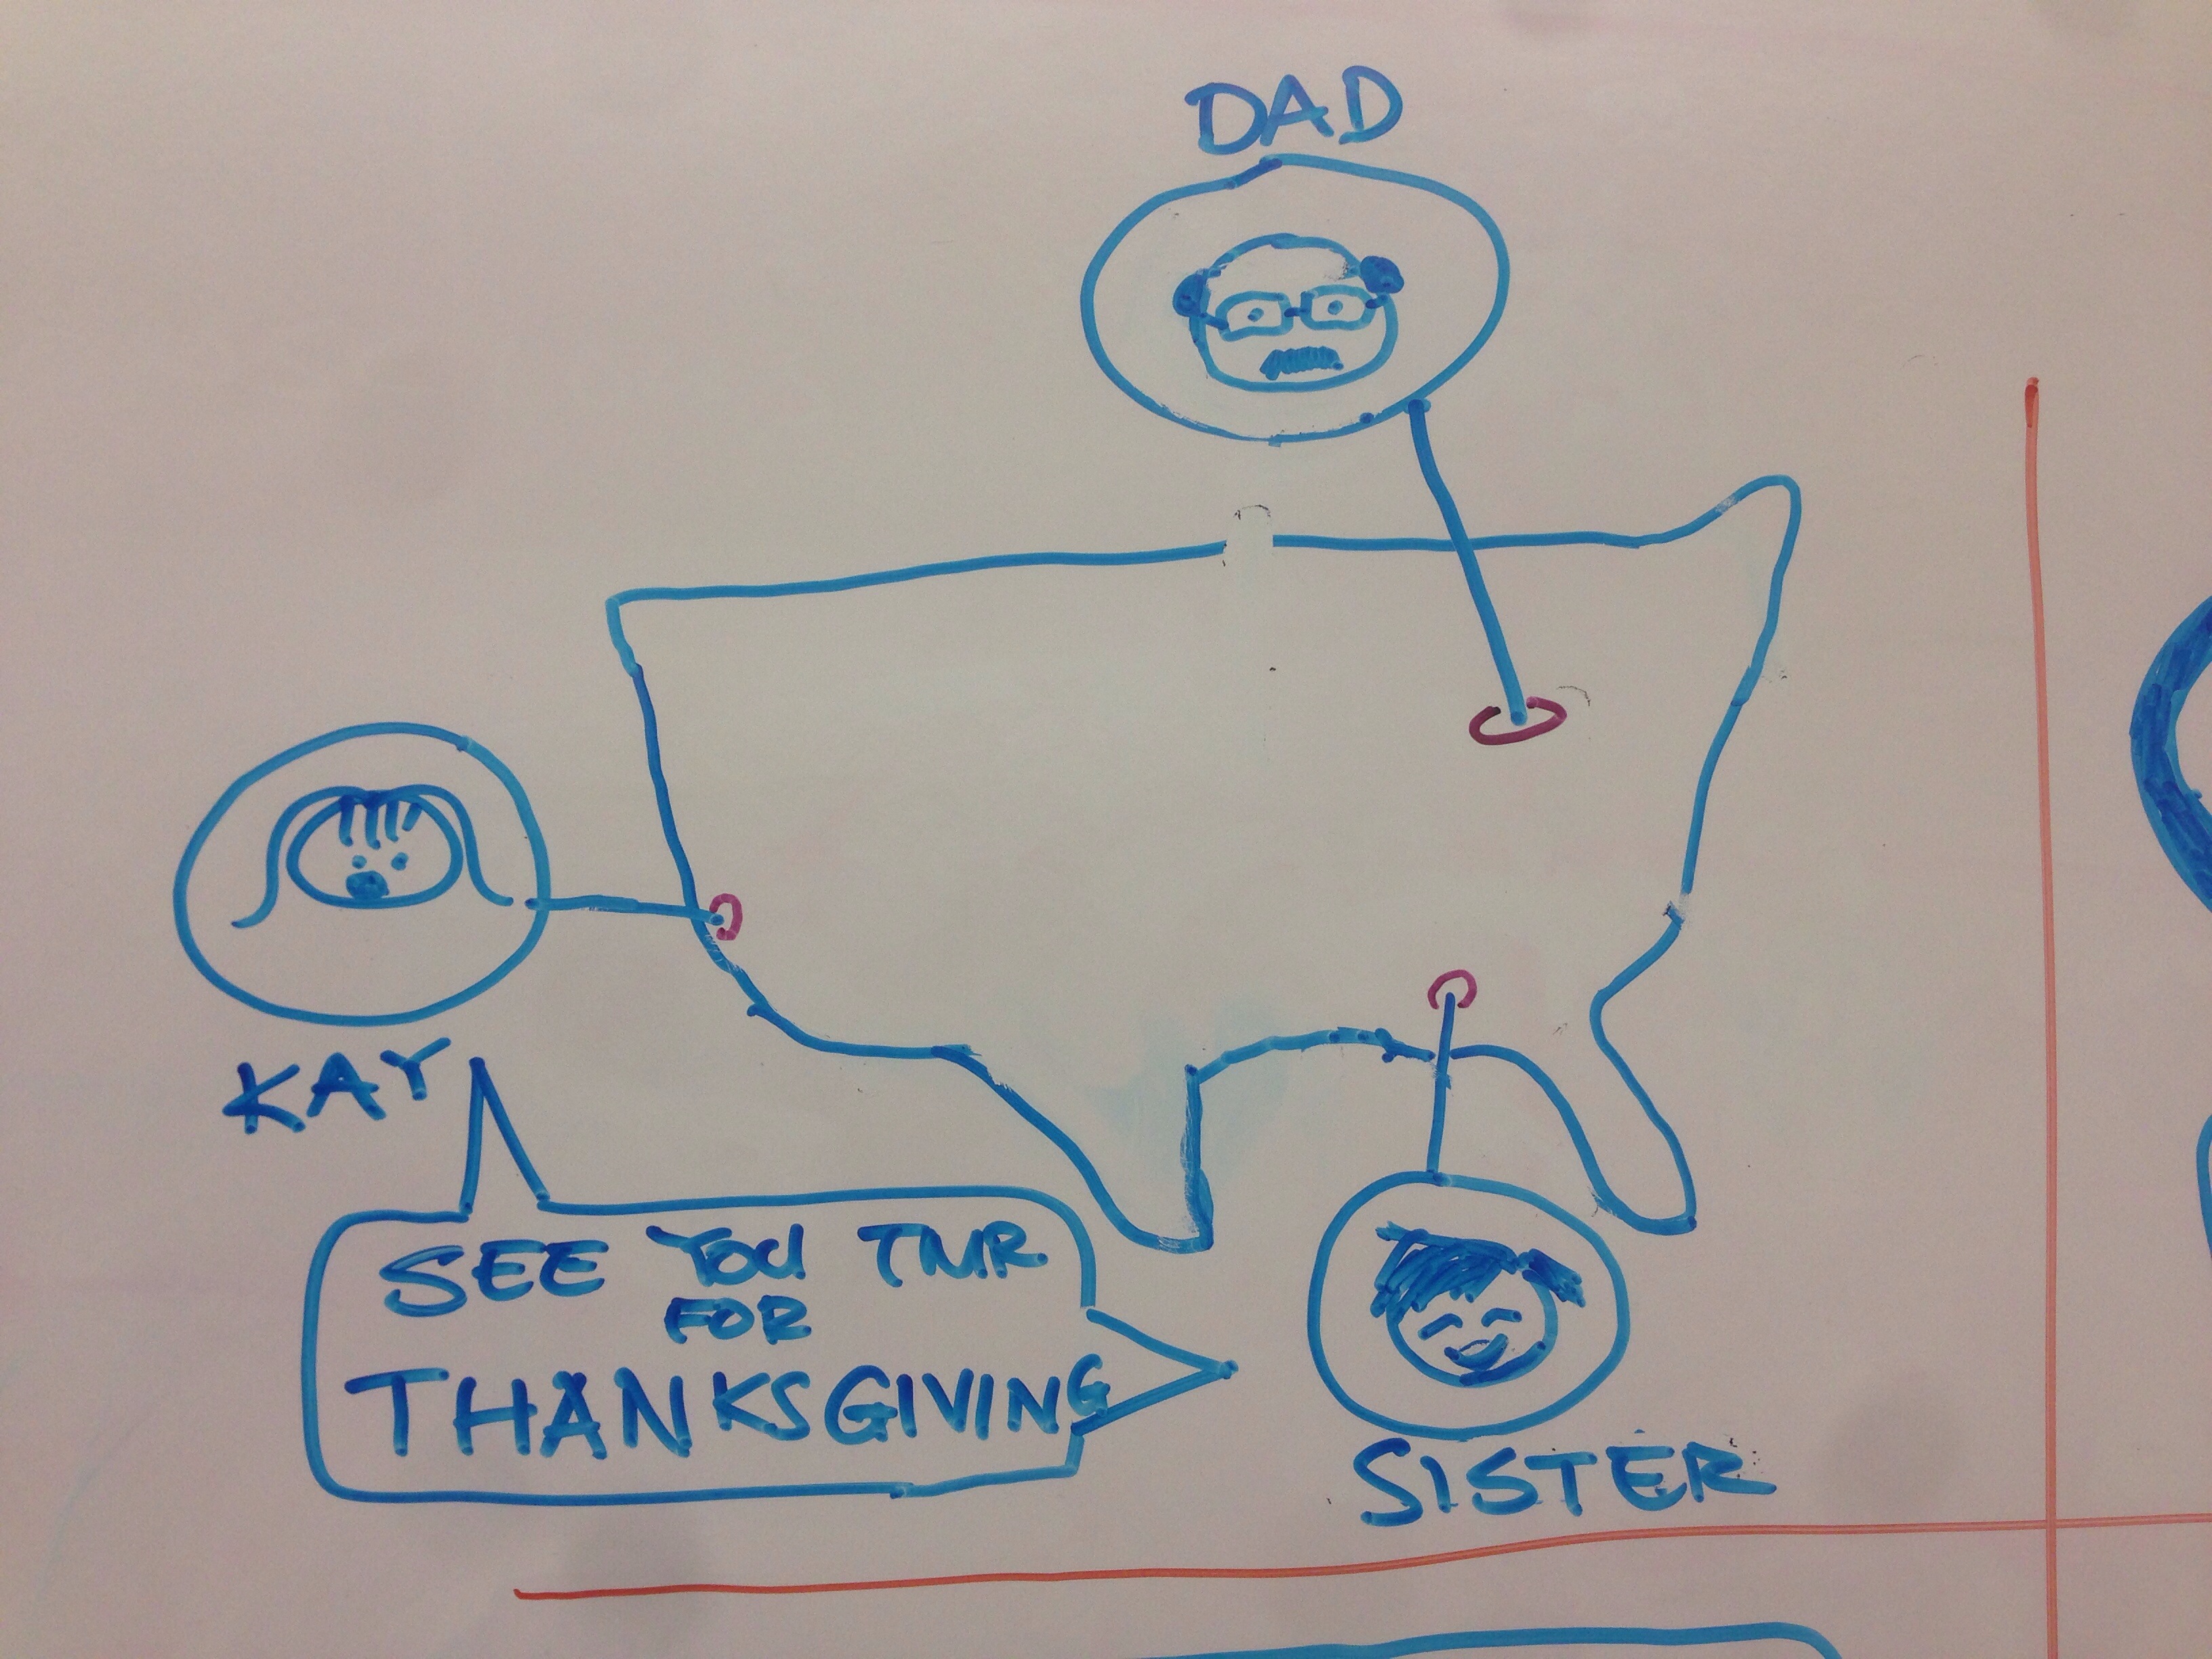 DAD
KAY
SEE YOU TMR
FOR
THANKSGIVING
SISTER